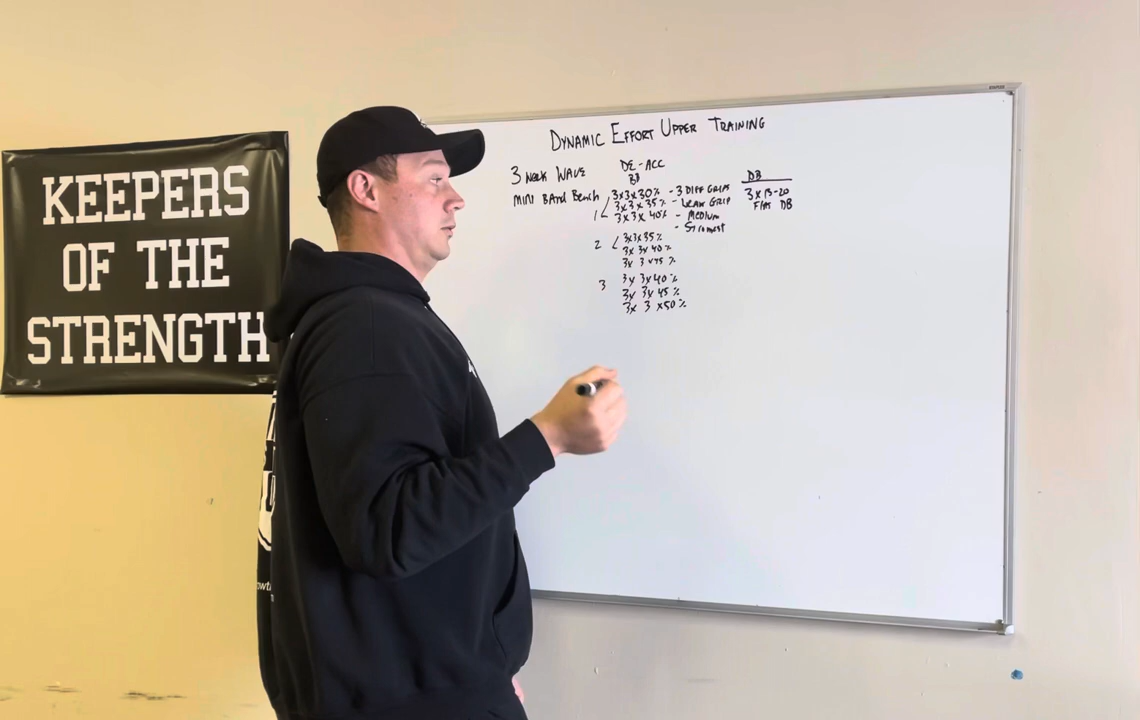 KEEPERS
OF THE
STRENGTH
DYNAMIC EFFORT UPPER TRAINING
3 WEEK WAVE
MINI BAND BENCH
DE-ACC
BP
1
3x3x30% - 3 DIFF GRIPS
3x3x35% - WEAK GRIP
3x3x40% - MEDIUM
- STRONGEST
2
3x3x35%
3x3x40%
3x3x45%
3
3x3x40%
3x3x45%
3x3x50%
DB
3x15-20
FLAT DB